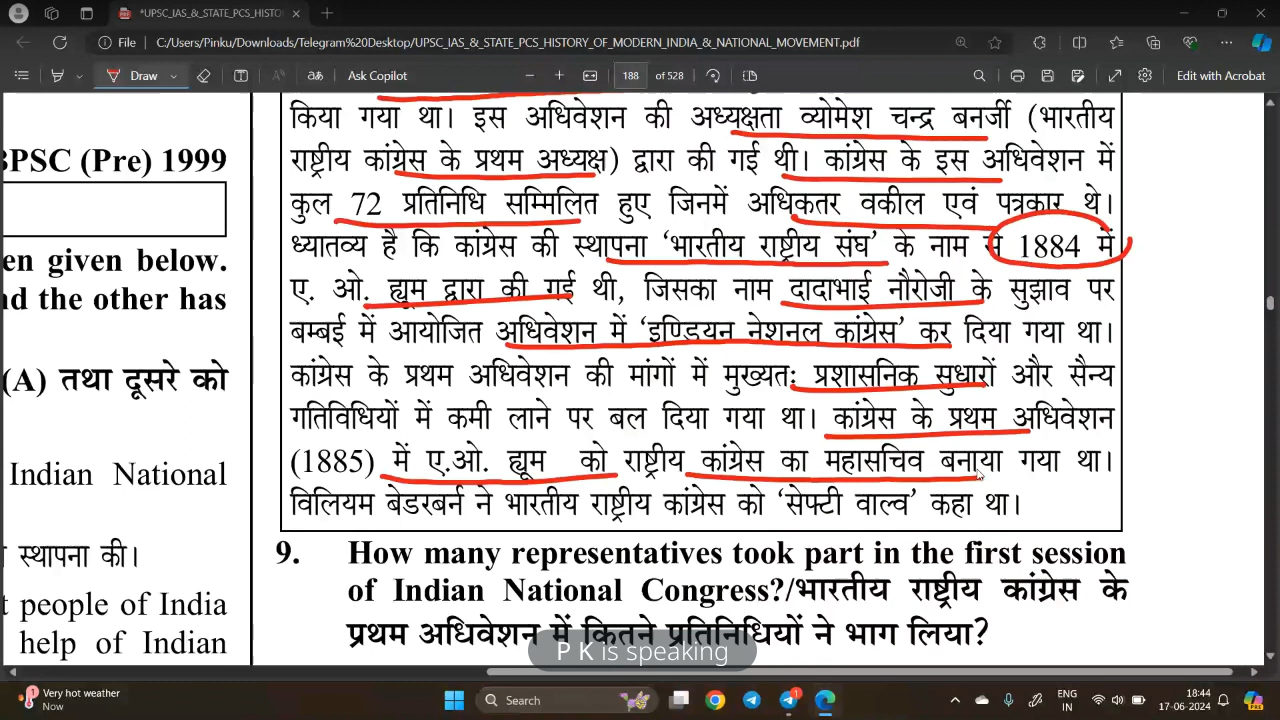 *UPSC_IAS_&_STATE_PCS_HISTOR
File
C:/Users/Pinku/Downloads/Telegram%20Desktop/UPSC_IAS_&_STATE_PCS_HISTORY_OF_MODERN_INDIA_&_NATIONAL_MOVEMENT.pdf
Draw
Ask Copilot
188 of 528
Edit with Acrobat
BPSC (Pre) 1999
en given below.
nd the other has
(A) तथा दूसरे को
Indian National
स्थापना की।
t people of India
help of Indian
किया गया था। इस अधिवेशन की अध्यक्षता व्योमेश चन्द्र बनर्जी (भारतीय
राष्ट्रीय कांग्रेस के प्रथम अध्यक्ष) द्वारा की गई थी। कांग्रेस के इस अधिवेशन में
कुल 72 प्रतिनिधि सम्मिलित हुए जिनमें अधिकतर वकील एवं पत्रकार थे।
ध्यातव्य है कि कांग्रेस की स्थापना ‘भारतीय राष्ट्रीय संघ’ के नाम से 1884 में
ए. ओ. ह्यूम द्वारा की गई थी, जिसका नाम दादाभाई नौरोजी के सुझाव पर
बम्बई में आयोजित अधिवेशन में ‘इण्डियन नेशनल कांग्रेस’ कर दिया गया था।
कांग्रेस के प्रथम अधिवेशन की मांगों में मुख्यतः प्रशासनिक सुधारों और सैन्य
गतिविधियों में कमी लाने पर बल दिया गया था। कांग्रेस के प्रथम अधिवेशन
(1885) में ए.ओ. ह्यूम को राष्ट्रीय कांग्रेस का महासचिव बनाया गया था।
विलियम बेडरबर्न ने भारतीय राष्ट्रीय कांग्रेस को ‘सेफ्टी वाल्व’ कहा था।
9. How many representatives took part in the first session
of Indian National Congress?/भारतीय राष्ट्रीय कांग्रेस के
प्रथम अधिवेशन में कितने प्रतिनिधियों ने भाग लिया?
P K is speaking
Very hot weather
Now
Search
ENG
IN
18:44
17-06-2024